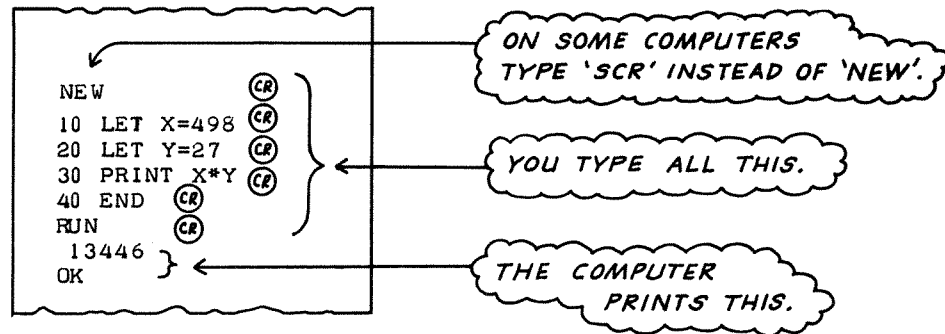 NEW CR
10 LET X=498 CR
20 LET Y=27 CR
30 PRINT X*Y CR
40 END CR
RUN CR
13446
OK
ON SOME COMPUTERS
TYPE 'SCR' INSTEAD OF 'NEW'.
YOU TYPE ALL THIS.
THE COMPUTER
PRINTS THIS.